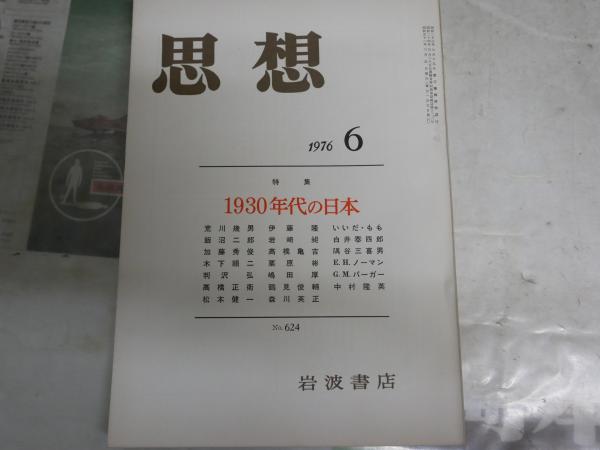 思想
1976 6
特集
1930年代の日本
荒川幾男 伊藤隆 いいだ・もも
飯沼二郎 岩崎昶 白井泰四郎
加藤秀俊 高橋亀吉 隅谷三喜男
木下順二 栗原彬 E.H.ノーマン
判沢弘 嶋田厚 G.M.バーガー
高橋正衛 鶴見俊輔 中村隆英
松本健一 森川英正
No. 624
岩波書店